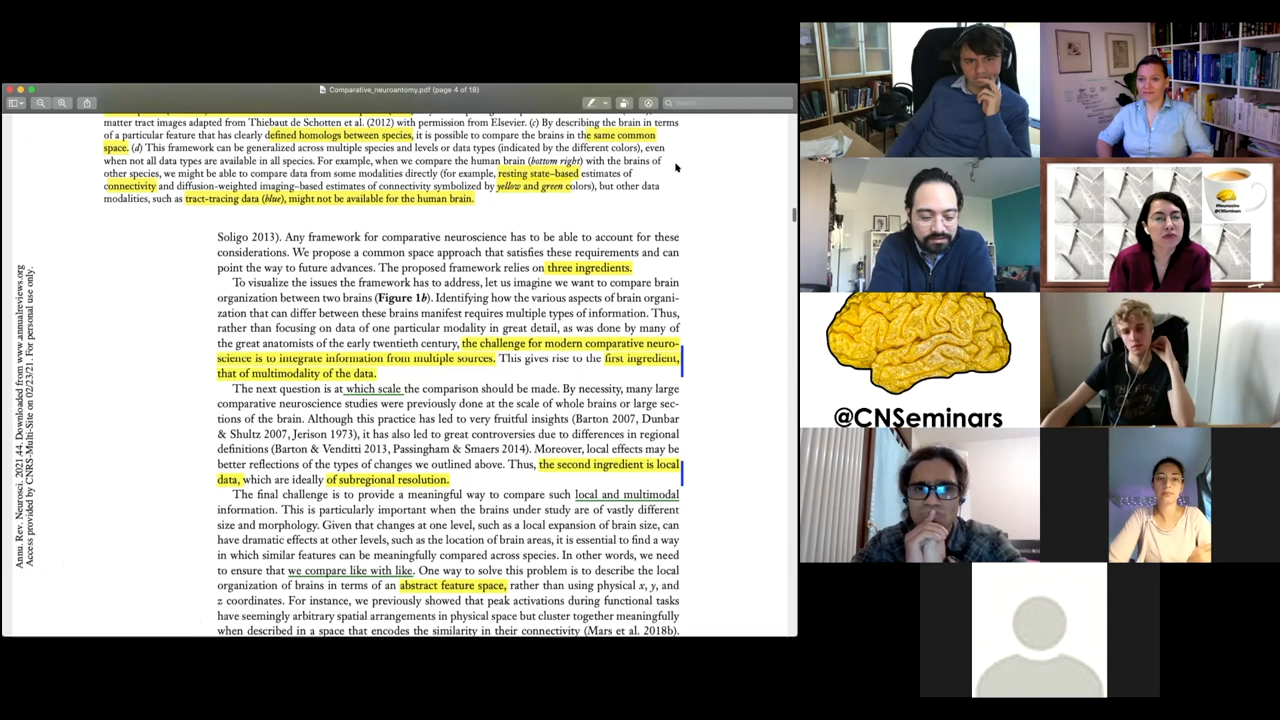 Comparative_neuroantomy.pdf (page 4 of 18)
Search
matter tract images adapted from Thiebaut de Schotten et al. (2012) with permission from Elsevier. (c) By describing the brain in terms
of a particular feature that has clearly defined homologs between species, it is possible to compare the brains in the same common
space. (d) This framework can be generalized across multiple species and levels or data types (indicated by the different colors), even
when not all data types are available in all species. For example, when we compare the human brain (bottom right) with the brains of
other species, we might be able to compare data from some modalities directly (for example, resting state–based estimates of
connectivity and diffusion-weighted imaging–based estimates of connectivity symbolized by yellow and green colors), but other data
modalities, such as tract-tracing data (blue), might not be available for the human brain.
Soligo 2013). Any framework for comparative neuroscience has to be able to account for these
considerations. We propose a common space approach that satisfies these requirements and can
point the way to future advances. The proposed framework relies on three ingredients.
To visualize the issues the framework has to address, let us imagine we want to compare brain
organization between two brains (Figure 1b). Identifying how the various aspects of brain organi-
zation that can differ between these brains manifest requires multiple types of information. Thus,
rather than focusing on data of one particular modality in great detail, as was done by many of
the great anatomists of the early twentieth century, the challenge for modern comparative neuro-
science is to integrate information from multiple sources. This gives rise to the first ingredient,
that of multimodality of the data.
The next question is at which scale the comparison should be made. By necessity, many large
comparative neuroscience studies were previously done at the scale of whole brains or large sec-
tions of the brain. Although this practice has led to very fruitful insights (Barton 2007, Dunbar
& Shultz 2007, Jerison 1973), it has also led to great controversies due to differences in regional
definitions (Barton & Venditti 2013, Passingham & Smaers 2014). Moreover, local effects may be
better reflections of the types of changes we outlined above. Thus, the second ingredient is local
data, which are ideally of subregional resolution.
The final challenge is to provide a meaningful way to compare such local and multimodal
information. This is particularly important when the brains under study are of vastly different
size and morphology. Given that changes at one level, such as a local expansion of brain size, can
have dramatic effects at other levels, such as the location of brain areas, it is essential to find a way
in which similar features can be meaningfully compared across species. In other words, we need
to ensure that we compare like with like. One way to solve this problem is to describe the local
organization of brains in terms of an abstract feature space, rather than using physical x, y, and
z coordinates. For instance, we previously showed that peak activations during functional tasks
have seemingly arbitrary spatial arrangements in physical space but cluster together meaningfully
when described in a space that encodes the similarity in their connectivity (Mars et al. 2018b).
Annu. Rev. Neurosci. 2021.44. Downloaded from www.annualreviews.org
Access provided by CNRS-Multi-Site on 02/23/21. For personal use only.
@CNSeminars
@CNSeminars